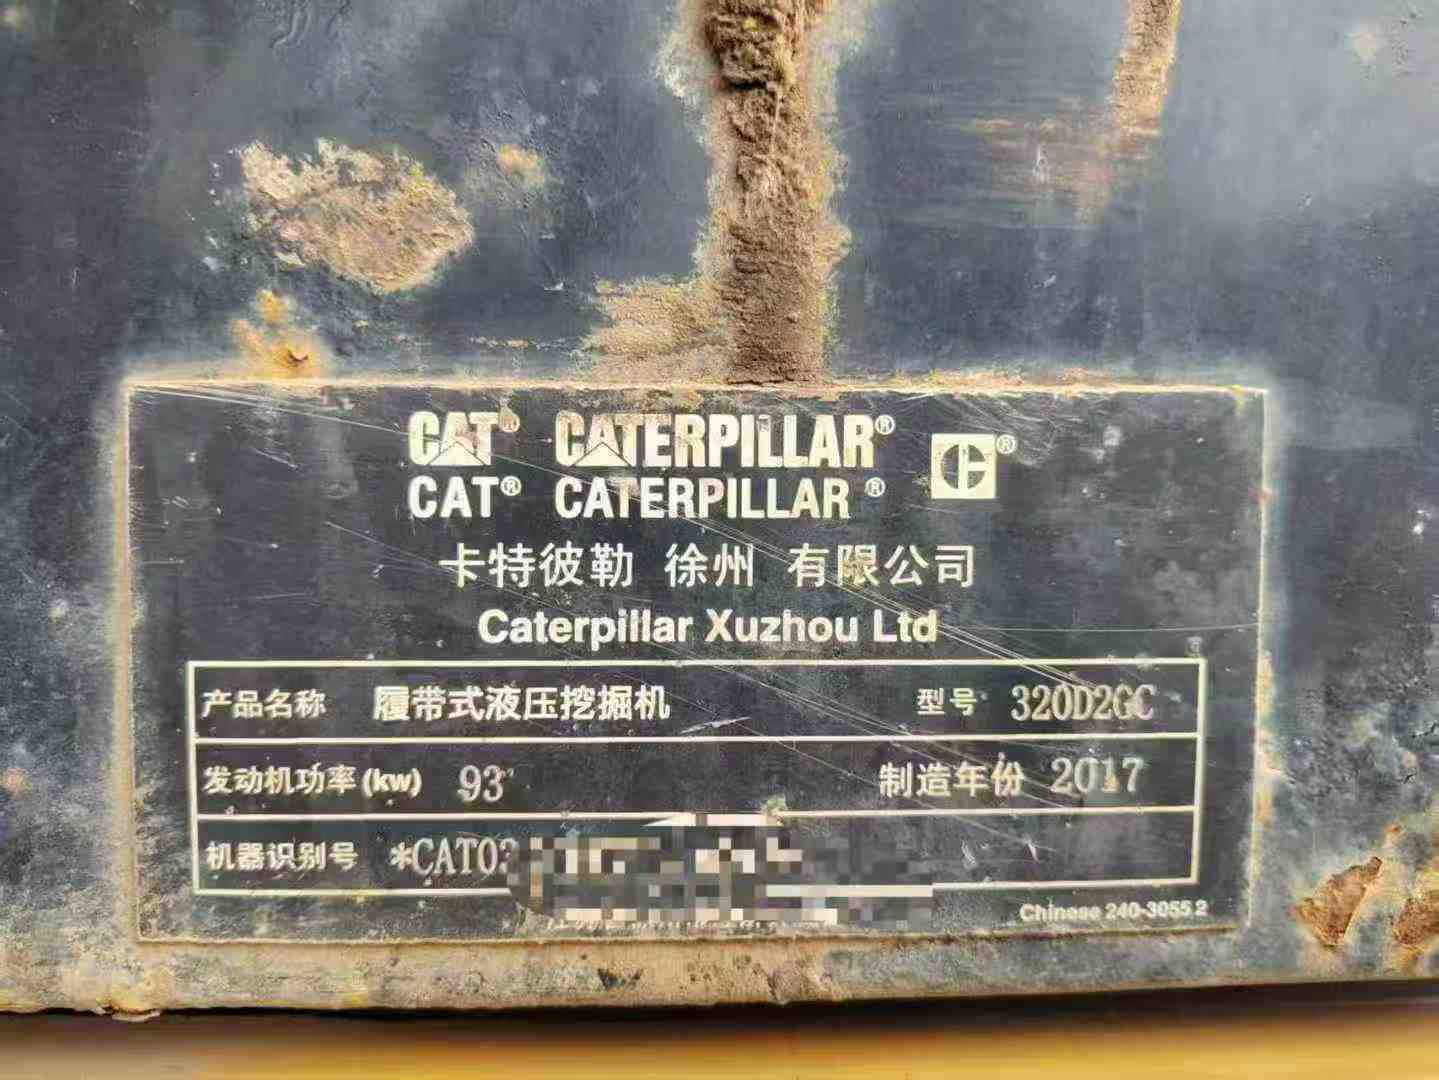 CAT® CATERPILLAR® C®
CAT® CATERPILLAR®
卡特彼勒 徐州 有限公司
Caterpillar Xuzhou Ltd
产品名称 履带式液压挖掘机 型号 320D2GC
发动机功率(kw) 93 制造年份 2017
机器识别号 *CAT03
Chinese 240-3055 2